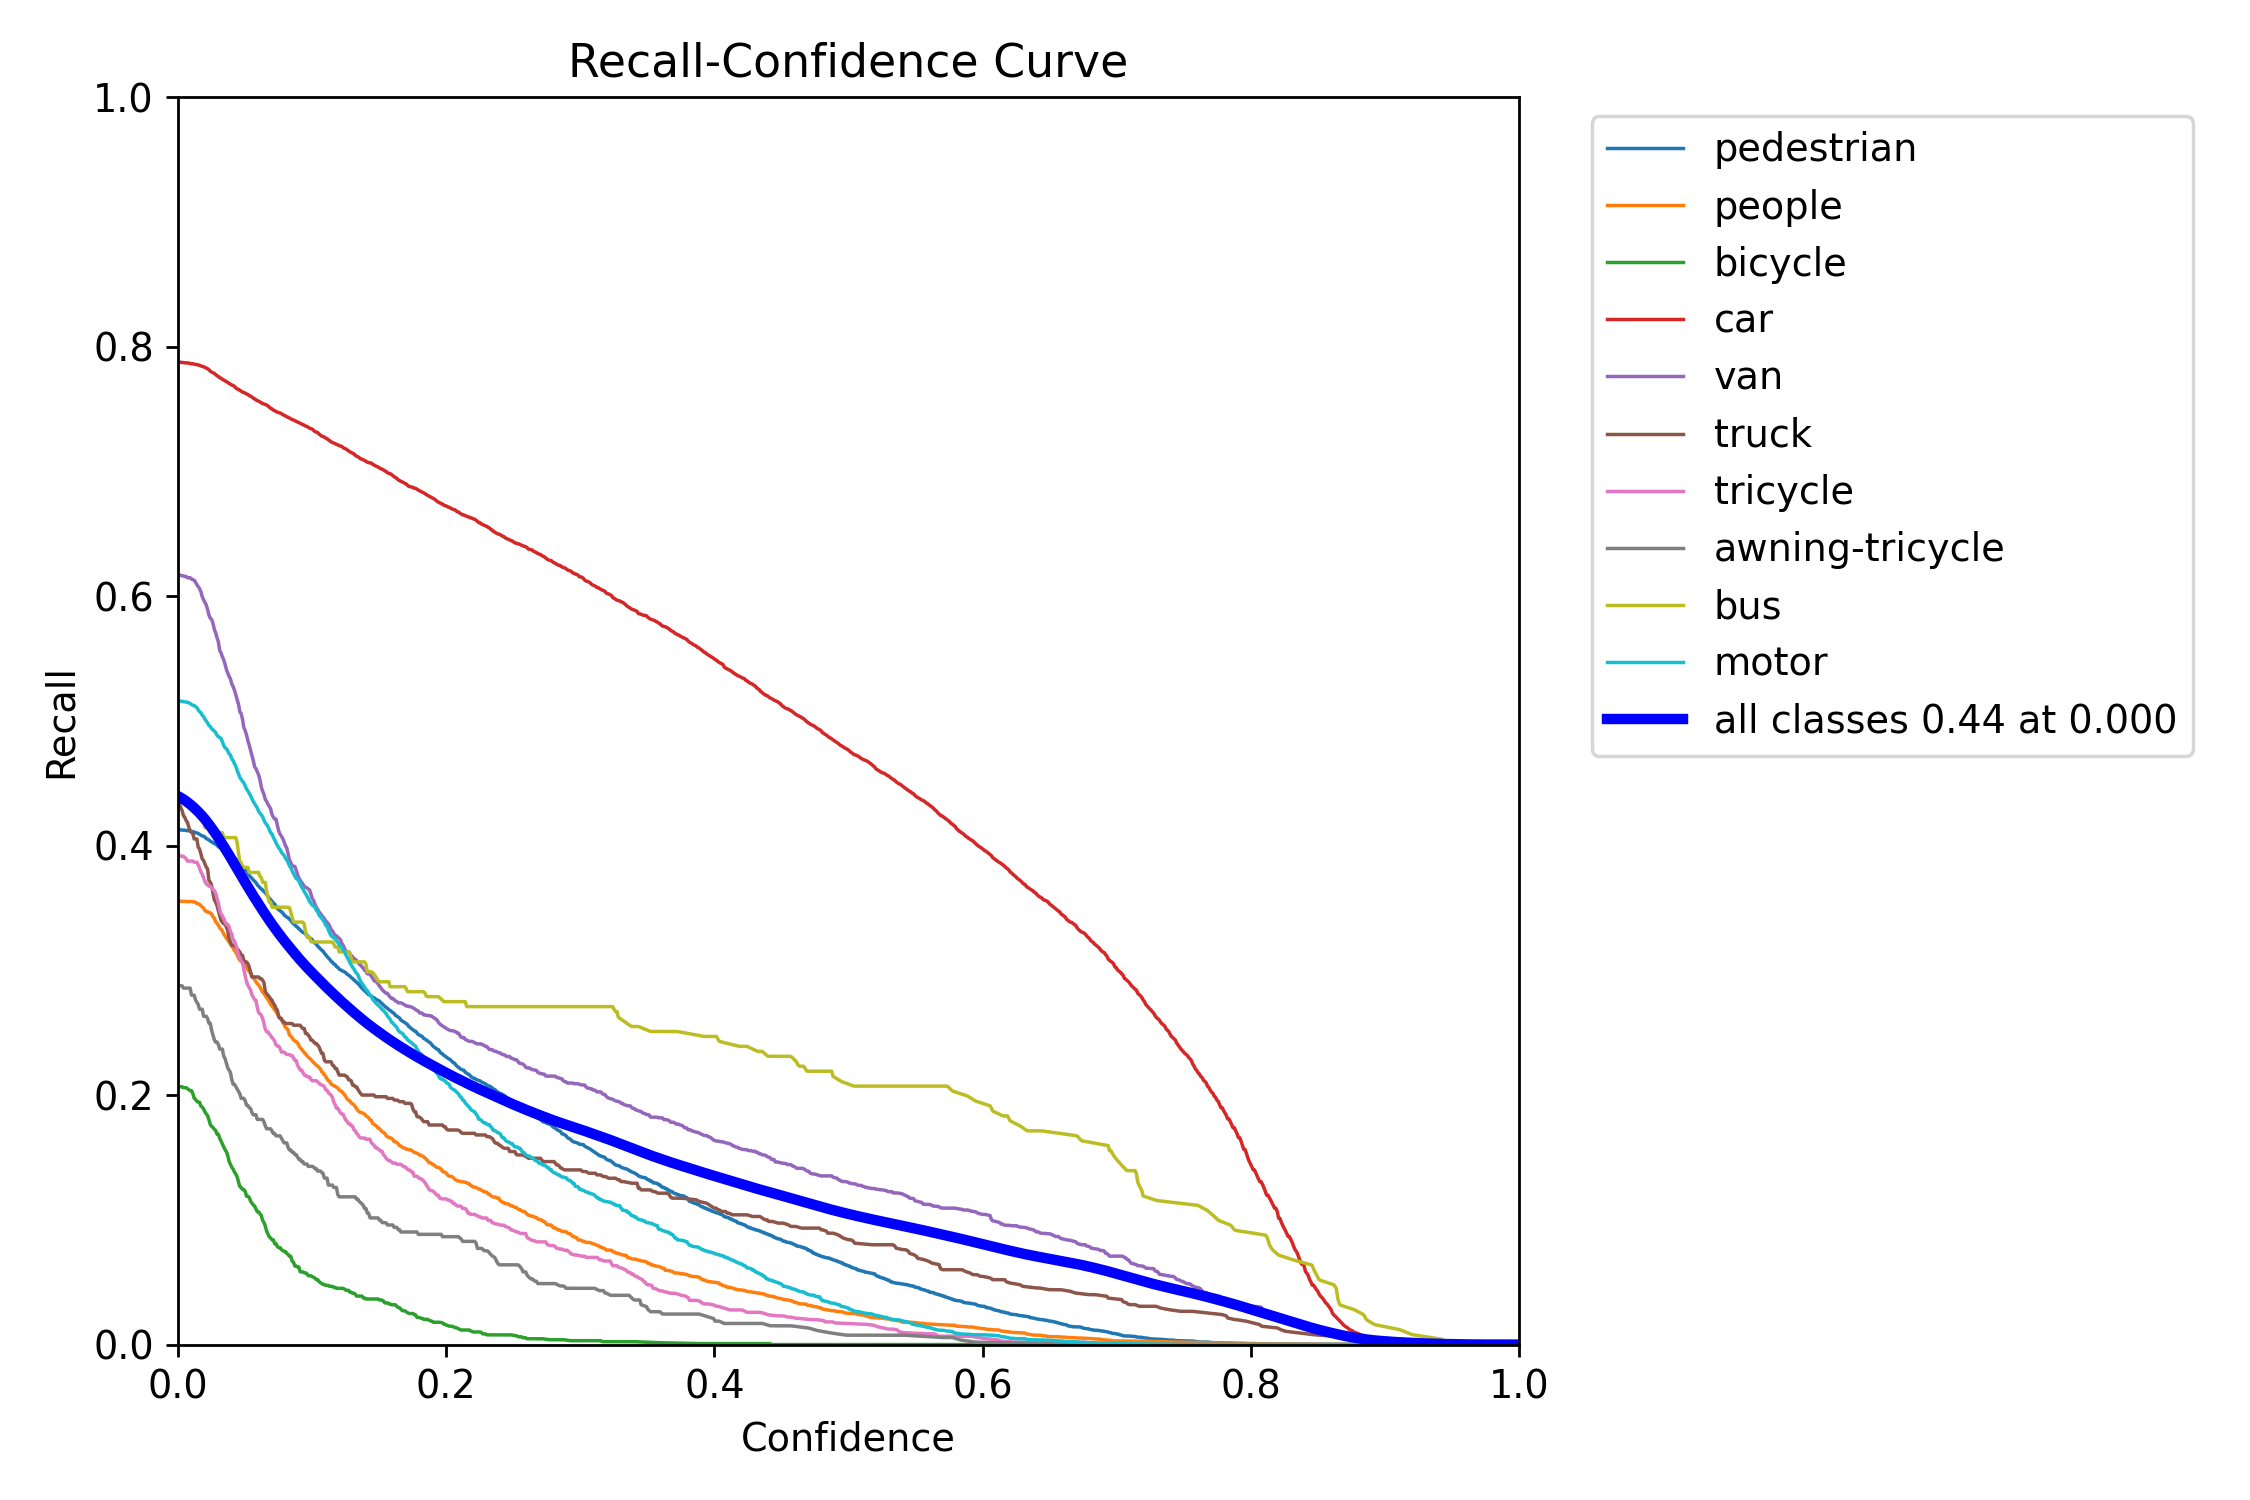 Recall-Confidence Curve
1.0
0.8
0.6
0.4
0.2
0.0
Recall
0.0 0.2 0.4 0.6 0.8 1.0
Confidence
pedestrian
people
bicycle
car
van
truck
tricycle
awning-tricycle
bus
motor
all classes 0.44 at 0.000